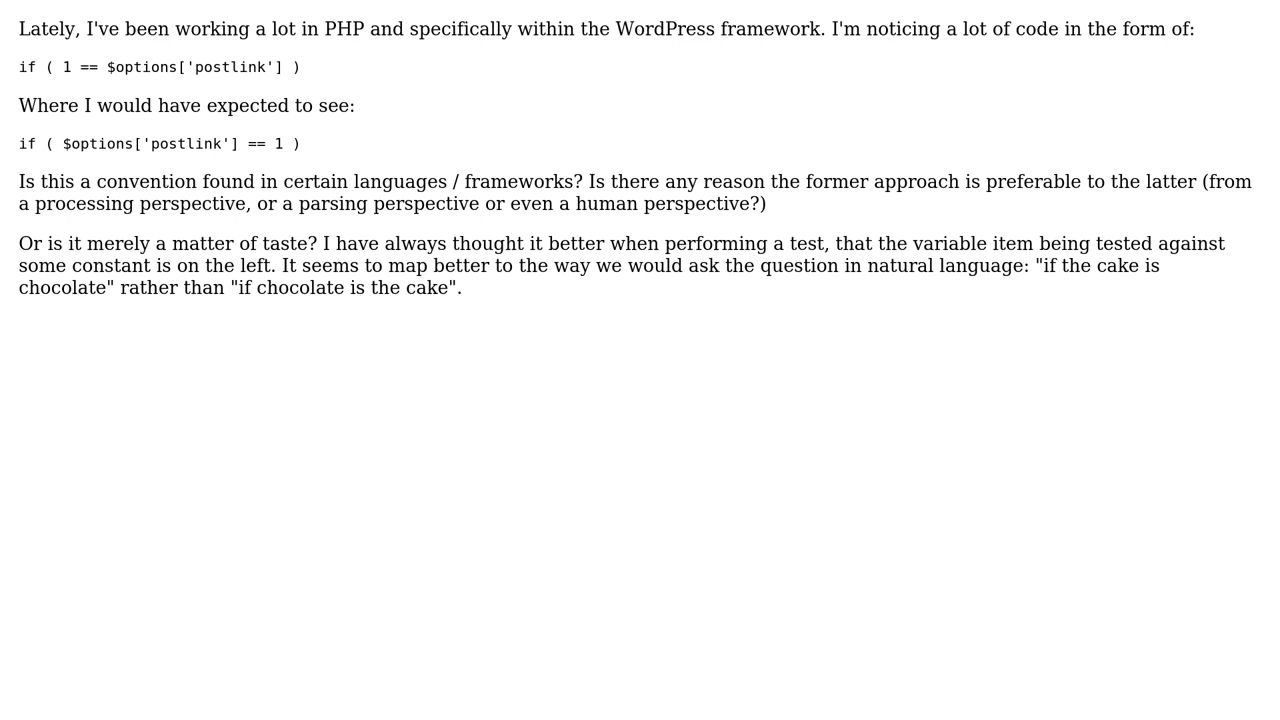 Lately, I've been working a lot in PHP and specifically within the WordPress framework. I'm noticing a lot of code in the form of:
if ( 1 == $options['postlink'] )
Where I would have expected to see:
if ( $options['postlink'] == 1 )
Is this a convention found in certain languages / frameworks? Is there any reason the former approach is preferable to the latter (from
a processing perspective, or a parsing perspective or even a human perspective?)
Or is it merely a matter of taste? I have always thought it better when performing a test, that the variable item being tested against
some constant is on the left. It seems to map better to the way we would ask the question in natural language: "if the cake is
chocolate" rather than "if chocolate is the cake".